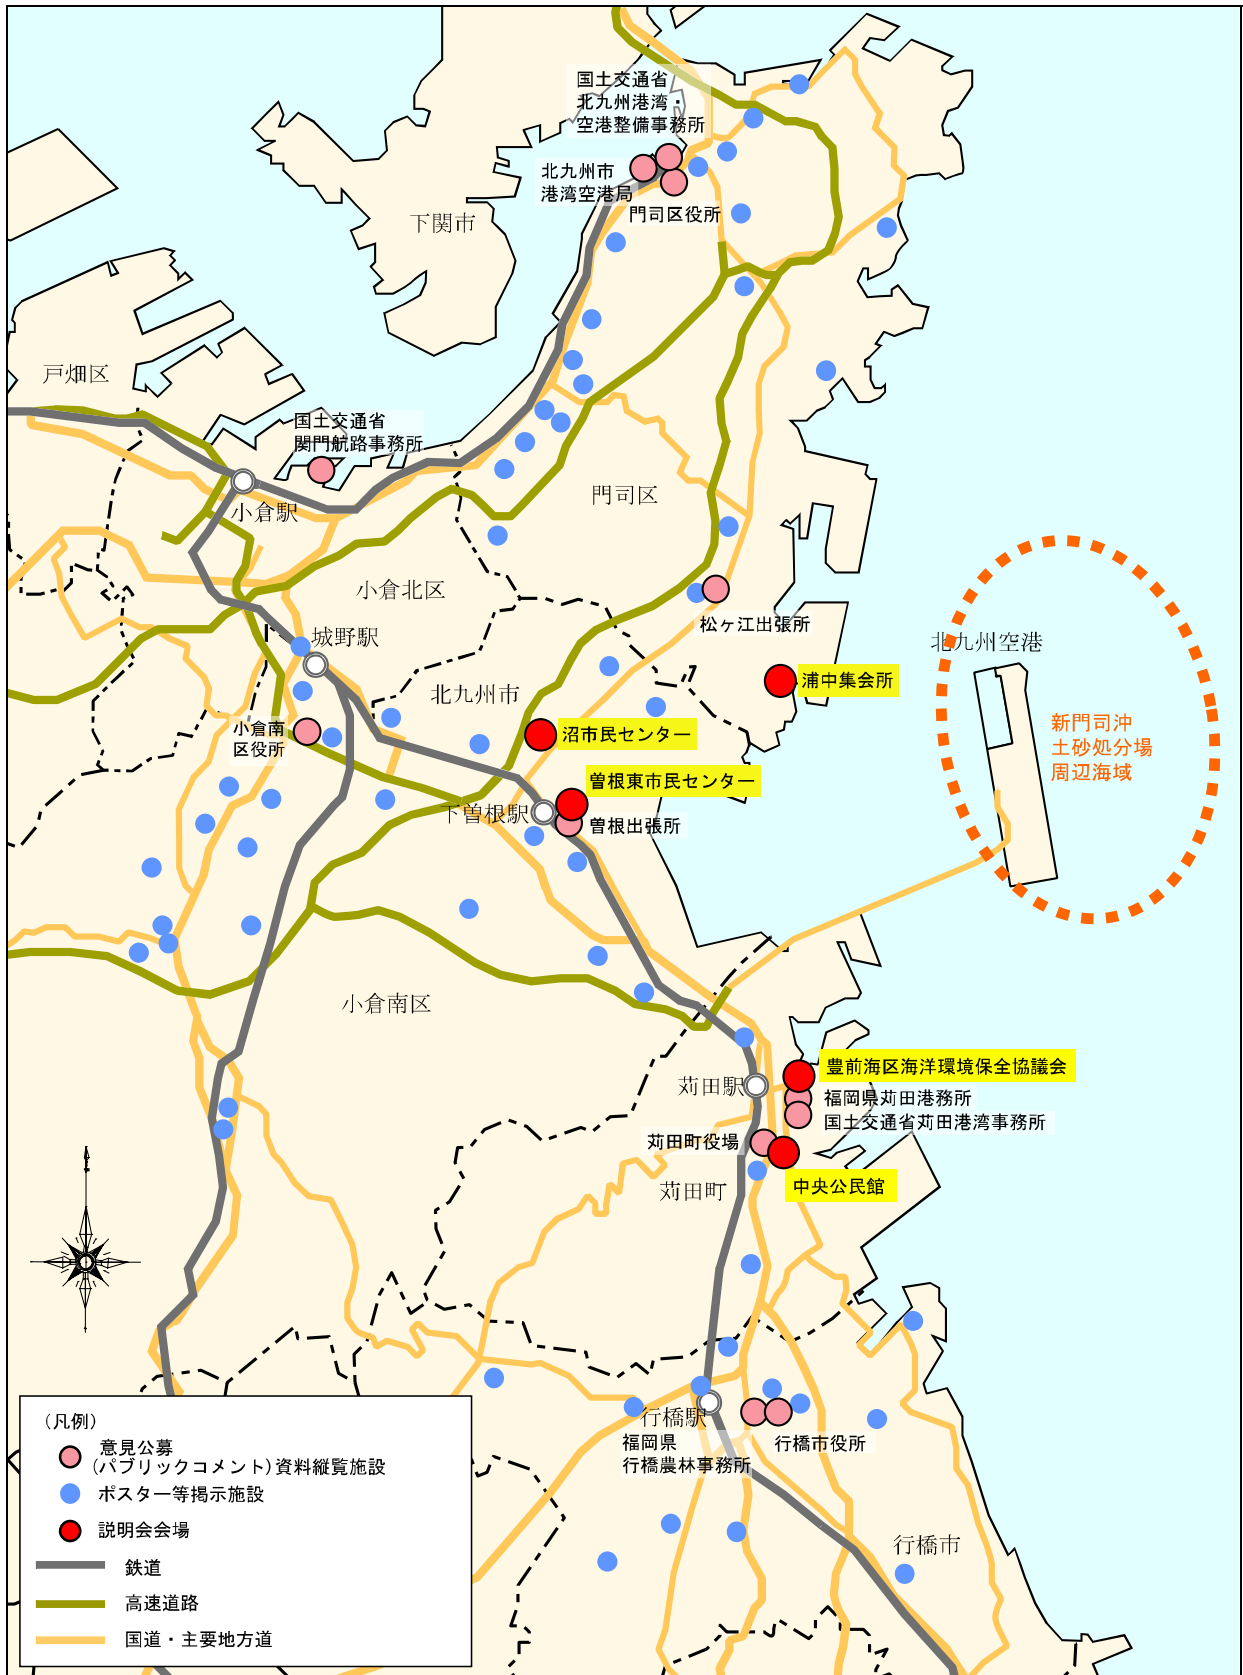 国土交通省
北九州港湾・
空港整備事務所
北九州市
港湾空港局
門司区役所
下関市
戸畑区
国土交通省
関門航路事務所
小倉駅
門司区
小倉北区
松ヶ江出張所
城野駅
北九州空港
浦中集会所
北九州市
小倉南
区役所
沼市民センター
新門司沖
土砂処分場
周辺海域
曽根東市民センター
下曽根駅
曽根出張所
小倉南区
豊前海区海洋環境保全協議会
苅田駅
福岡県苅田港務所
国土交通省苅田港湾事務所
苅田町役場
苅田町
中央公民館
行橋駅
福岡県
行橋農林事務所
行橋市役所
行橋市
(凡例)
意見公募
(パブリックコメント)資料縦覧施設
ポスター等掲示施設
説明会会場
鉄道
高速道路
国道・主要地方道